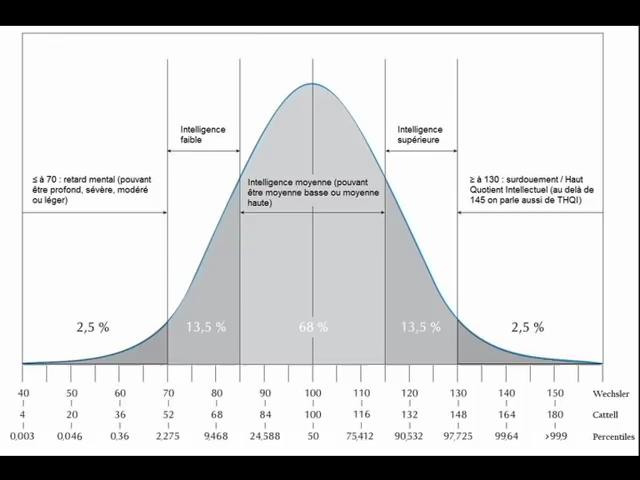 Intelligence
faible
Intelligence
supérieure
≤ à 70 : retard mental (pouvant
être profond, sévère, modéré
ou léger)
Intelligence moyenne (pouvant
être moyenne basse ou moyenne
haute)
≥ à 130 : surdouement / Haut
Quotient Intellectuel (au delà de
145 on parle aussi de THQI)
2,5 % 13,5 % 68 % 13,5 % 2,5 %
40 50 60 70 80 90 100 110 120 130 140 150 Wechsler
4 20 36 52 68 84 100 116 132 148 164 180 Cattell
0,003 0,046 0,36 2,275 9,468 24,588 50 75,412 90,532 97,725 9964 >999 Percentiles